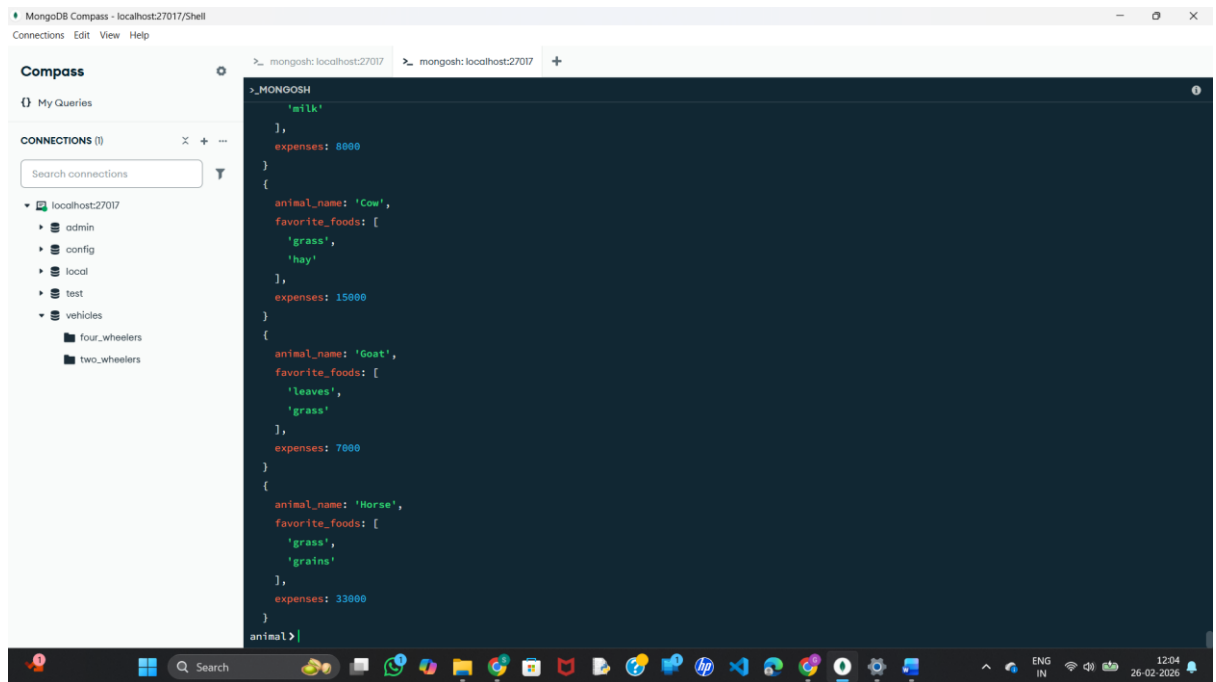 MongoDB Compass - localhost:27017/Shell
Connections Edit View Help
Compass
{} My Queries
CONNECTIONS (1)
Search connections
localhost:27017
admin
config
local
test
vehicles
four_wheelers
two_wheelers
>_ mongosh: localhost:27017 >_ mongosh: localhost:27017 +
>_MONGOSH
'milk'
],
expenses: 8000
}
{
animal_name: 'Cow',
favorite_foods: [
'grass',
'hay'
],
expenses: 15000
}
{
animal_name: 'Goat',
favorite_foods: [
'leaves',
'grass'
],
expenses: 7000
}
{
animal_name: 'Horse',
favorite_foods: [
'grass',
'grains'
],
expenses: 33000
}
animal>
1 Search 1 ENG 12:04
IN 26-02-2026